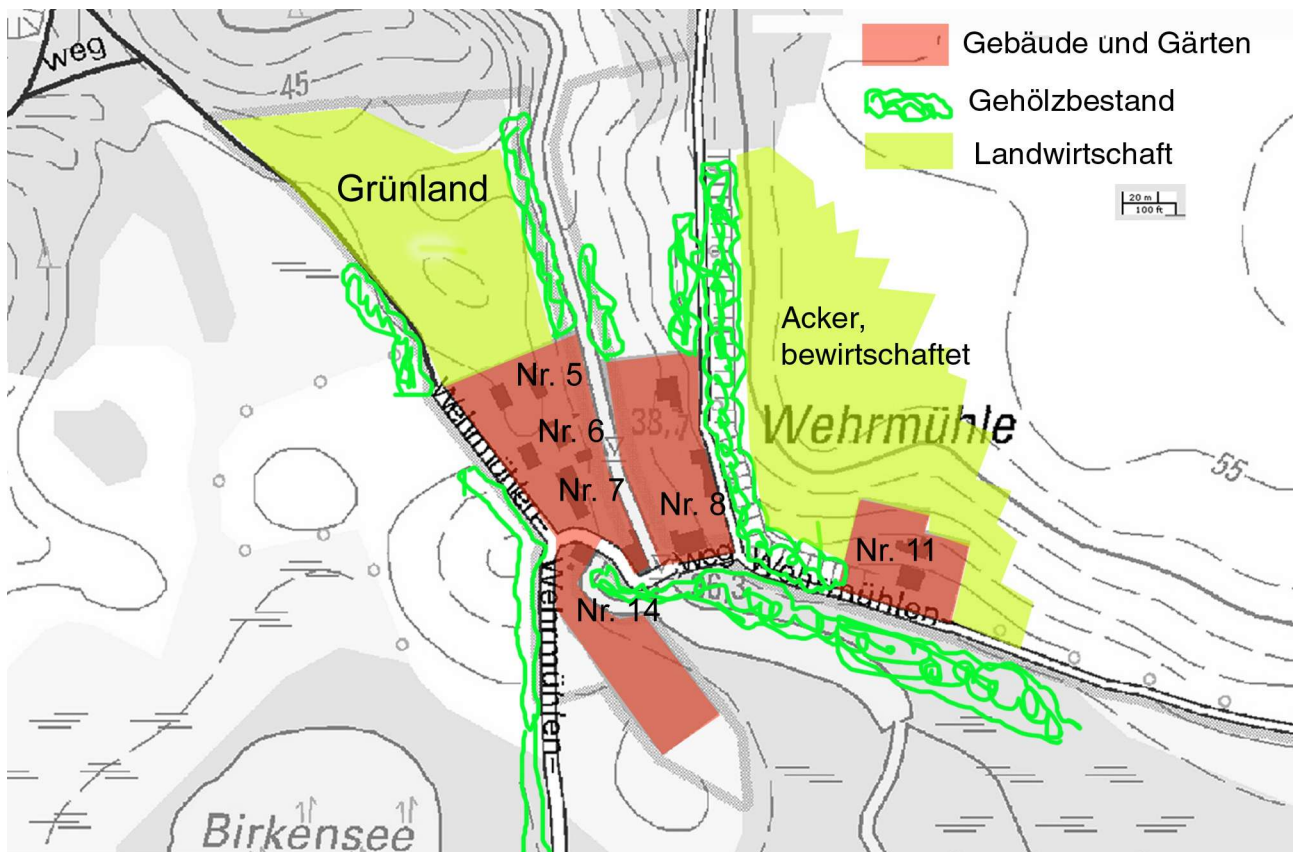 weg
45
Gebäude und Gärten
Gehölzbestand
Landwirtschaft
20 m
100 ft
Grünland
Acker,
bewirtschaftet
Wehrmühle
55
Nr. 5
Nr. 6
38,7
Nr. 7
Nr. 8
Nr. 11
Wehrmühlen-
weg
Wehrmühlen
Nr. 14
Wehrmühlen-
Birkensee